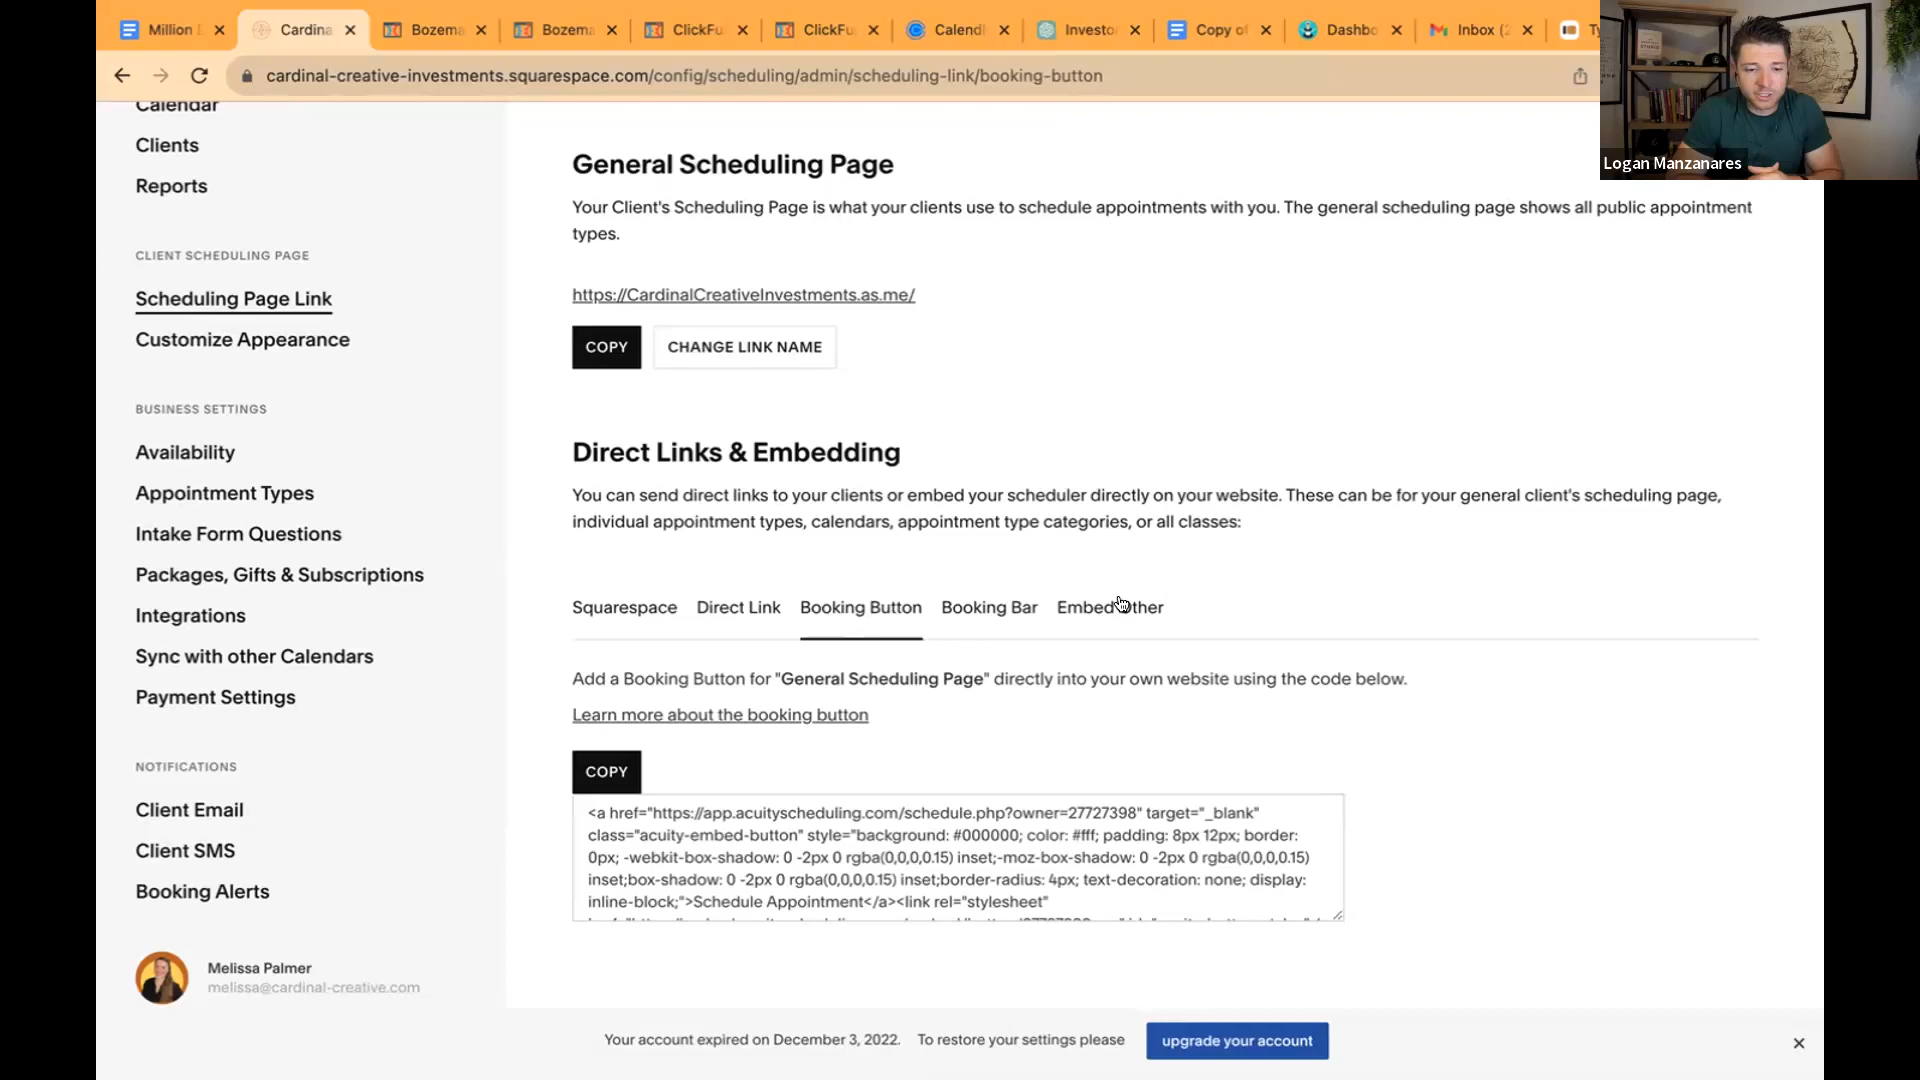 Million
Cardina
Bozema
Bozema
ClickFu
ClickFu
Calendl
Investo
Copy of
Dashbo
Inbox (2
Ty
cardinal-creative-investments.squarespace.com/config/scheduling/admin/scheduling-link/booking-button
Logan Manzanares
Calendar
Clients
Reports
CLIENT SCHEDULING PAGE
Scheduling Page Link
Customize Appearance
BUSINESS SETTINGS
Availability
Appointment Types
Intake Form Questions
Packages, Gifts & Subscriptions
Integrations
Sync with other Calendars
Payment Settings
NOTIFICATIONS
Client Email
Client SMS
Booking Alerts
Melissa Palmer
melissa@cardinal-creative.com
General Scheduling Page
Your Client's Scheduling Page is what your clients use to schedule appointments with you. The general scheduling page shows all public appointment
types.
https://CardinalCreativeInvestments.as.me/
COPY
CHANGE LINK NAME
Direct Links & Embedding
You can send direct links to your clients or embed your scheduler directly on your website. These can be for your general client's scheduling page,
individual appointment types, calendars, appointment type categories, or all classes:
Squarespace Direct Link Booking Button Booking Bar Embed Other
Add a Booking Button for "General Scheduling Page" directly into your own website using the code below.
Learn more about the booking button
COPY
<a href="https://app.acuityscheduling.com/schedule.php?owner=27727398" target="_blank"
class="acuity-embed-button" style="background: #000000; color: #fff; padding: 8px 12px; border:
0px; -webkit-box-shadow: 0 -2px 0 rgba(0,0,0,0.15) inset;-moz-box-shadow: 0 -2px 0 rgba(0,0,0,0.15)
inset;box-shadow: 0 -2px 0 rgba(0,0,0,0.15) inset;border-radius: 4px; text-decoration: none; display:
inline-block;">Schedule Appointment</a><link rel="stylesheet"
Your account expired on December 3, 2022. To restore your settings please
upgrade your account